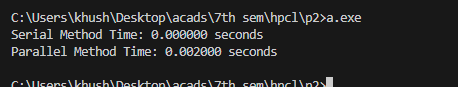 C:\Users\khush\Desktop\acads\7th sem\hpcl\p2>a.exe
Serial Method Time: 0.000000 seconds
Parallel Method Time: 0.002000 seconds
C:\Users\khush\Desktop\acads\7th sem\hpcl\p2>